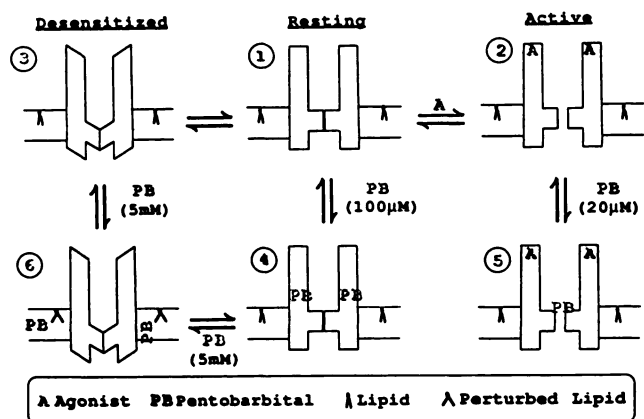 Desensitized Resting Active
3 1 2
A A
A
PB PB PB
(5mM) (100µM) (20µM)
6 4 5
A A
PB PB PB PB PB
PB
(5mM)
A Agonist PB Pentobarbital Lipid Perturbed Lipid